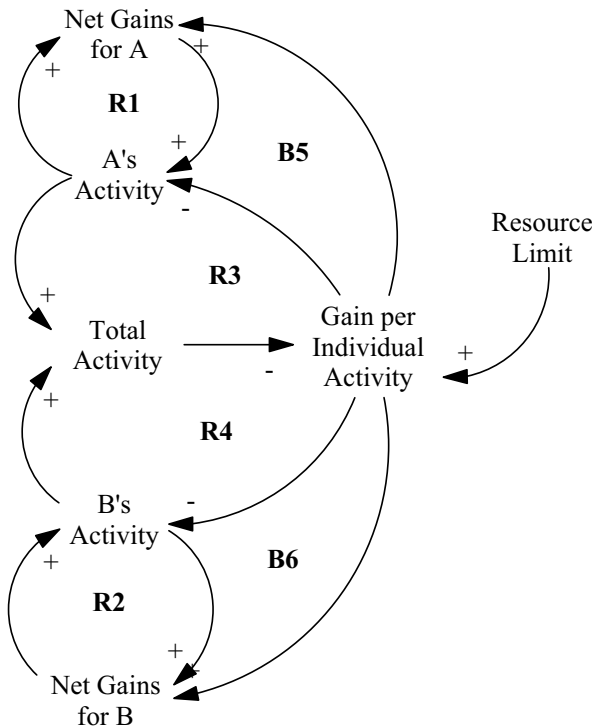 Net Gains
for A
+
+
R1
B5
+
A's
Activity
-
Resource
Limit
R3
+
Total
Activity
Gain per
Individual
Activity
+
-
+
R4
-
B's
Activity
+
B6
R2
+
+
Net Gains
for B